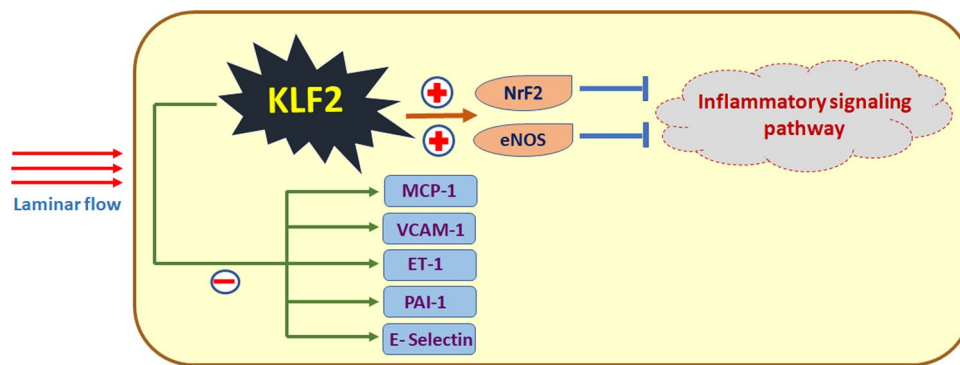 KLF2
NrF2
eNOS
Inflammatory signaling
pathway
Laminar flow
MCP-1
VCAM-1
ET-1
PAI-1
E- Selectin